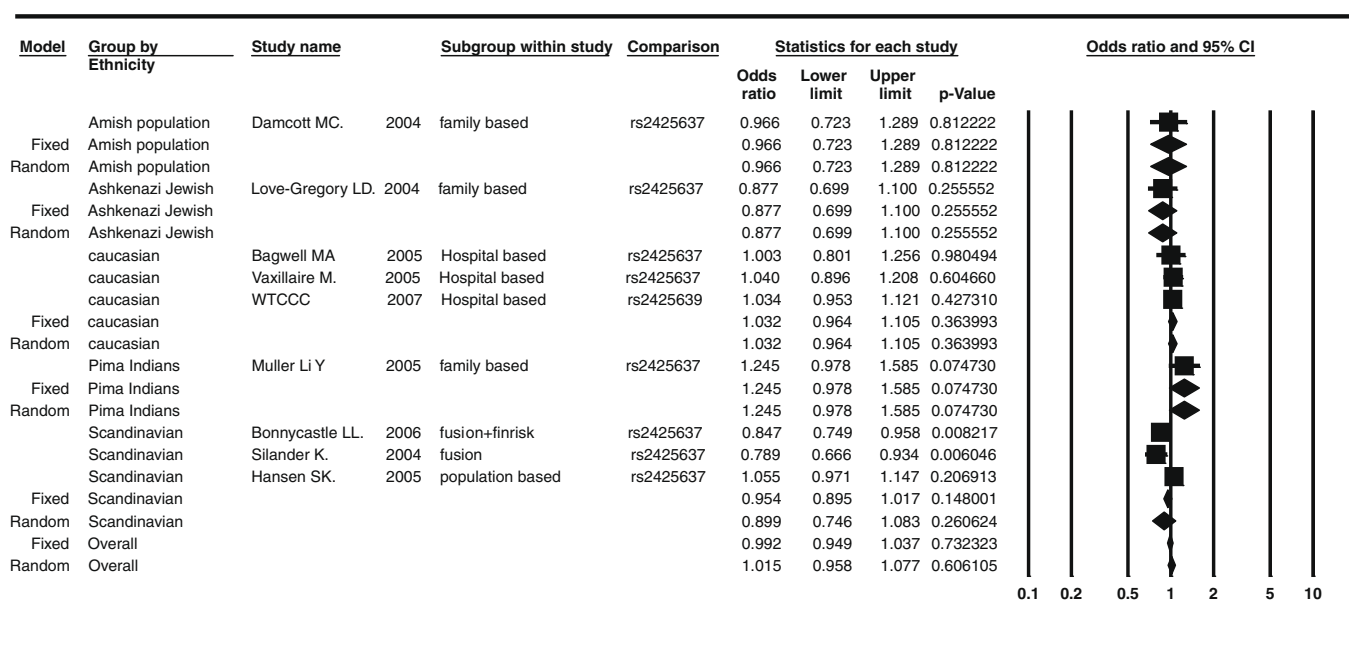 Model Group by Study name Subgroup within study Comparison Statistics for each study Odds ratio and 95% CI
Ethnicity
Odds Lower Upper
ratio limit limit p-Value
Amish population Damcott MC. 2004 family based rs2425637 0.966 0.723 1.289 0.812222
Fixed Amish population 0.966 0.723 1.289 0.812222
Random Amish population 0.966 0.723 1.289 0.812222
Ashkenazi Jewish Love-Gregory LD. 2004 family based rs2425637 0.877 0.699 1.100 0.255552
Fixed Ashkenazi Jewish 0.877 0.699 1.100 0.255552
Random Ashkenazi Jewish 0.877 0.699 1.100 0.255552
caucasian Bagwell MA 2005 Hospital based rs2425637 1.003 0.801 1.256 0.980494
caucasian Vaxillaire M. 2005 Hospital based rs2425637 1.040 0.896 1.208 0.604660
caucasian WTCCC 2007 Hospital based rs2425639 1.034 0.953 1.121 0.427310
Fixed caucasian 1.032 0.964 1.105 0.363993
Random caucasian 1.032 0.964 1.105 0.363993
Pima Indians Muller Li Y 2005 family based rs2425637 1.245 0.978 1.585 0.074730
Fixed Pima Indians 1.245 0.978 1.585 0.074730
Random Pima Indians 1.245 0.978 1.585 0.074730
Scandinavian Bonnycastle LL. 2006 fusion+finrisk rs2425637 0.847 0.749 0.958 0.008217
Scandinavian Silander K. 2004 fusion rs2425637 0.789 0.666 0.934 0.006046
Scandinavian Hansen SK. 2005 population based rs2425637 1.055 0.971 1.147 0.206913
Fixed Scandinavian 0.954 0.895 1.017 0.148001
Random Scandinavian 0.899 0.746 1.083 0.260624
Fixed Overall 0.992 0.949 1.037 0.732323
Random Overall 1.015 0.958 1.077 0.606105
0.1 0.2 0.5 1 2 5 10